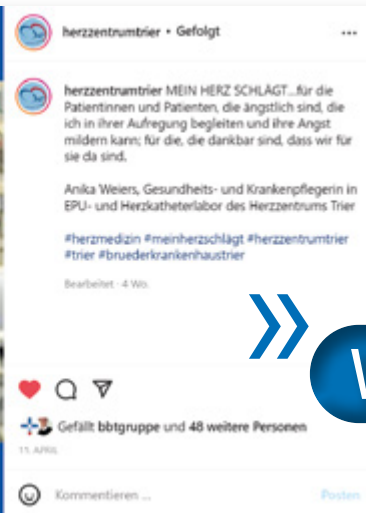 herzzentrumtrier • Gefolgt
herzzentrumtrier MEIN HERZ SCHLÄGT...für die
Patientinnen und Patienten, die ängstlich sind, die
ich in ihrer Aufregung begleiten und ihre Angst
mildern kann; für die, die dankbar sind, dass wir für
sie da sind.
Anika Weiers, Gesundheits- und Krankenpflegerin in
EPU- und Herzkatheterlabor des Herzzentrums Trier
#herzmedizin #meinherzschlägt #herzzentrumtrier
#trier #bruederkrankenhaustrier
Bearbeitet · 4 Wo.
Gefällt bbtgruppe und 48 weitere Personen
11. APRIL
Kommentieren ...
Posten